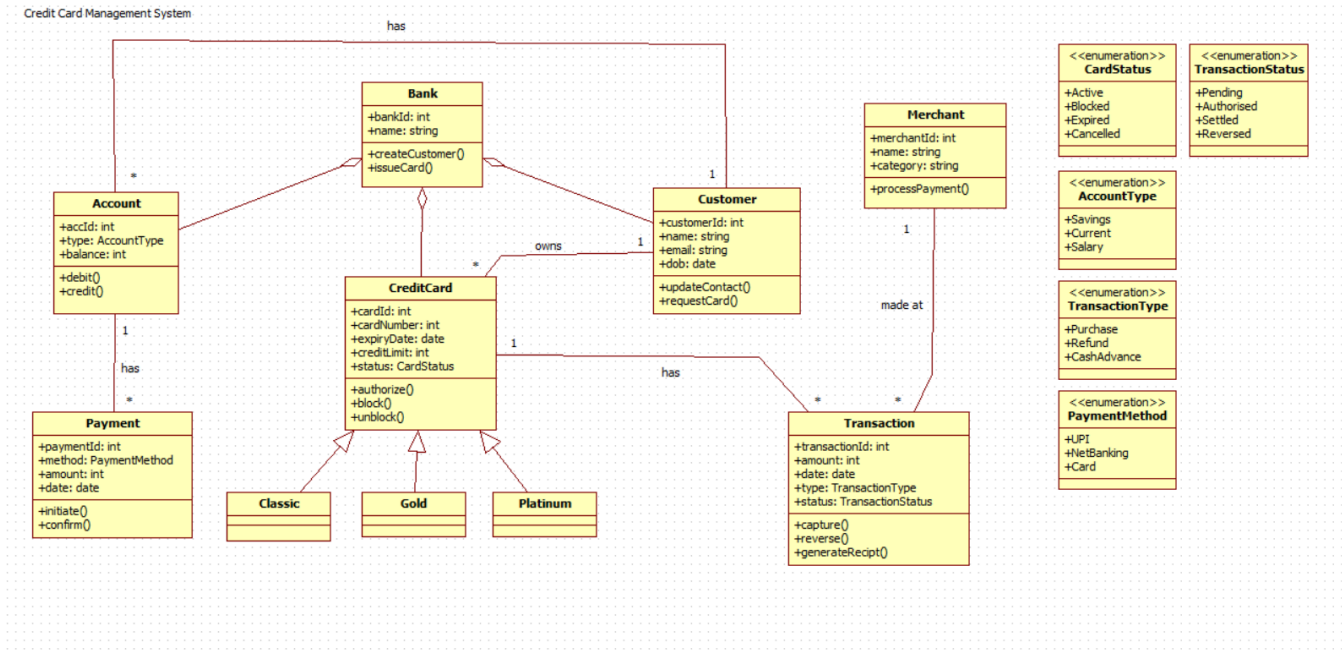 Credit Card Management System
has
Bank
+bankId: int
+name: string
+createCustomer()
+issueCard()
Merchant
+merchantId: int
+name: string
+category: string
+processPayment()
<<enumeration>>
CardStatus
+Active
+Blocked
+Expired
+Cancelled
<<enumeration>>
TransactionStatus
+Pending
+Authorised
+Settled
+Reversed
*
1
Account
+accId: int
+type: AccountType
+balance: int
+debit()
+credit()
Customer
+customerId: int
+name: string
+email: string
+dob: date
+updateContact()
+requestCard()
<<enumeration>>
AccountType
+Savings
+Current
+Salary
1
owns
1
*
CreditCard
+cardId: int
+cardNumber: int
+expiryDate: date
+creditLimit: int
+status: CardStatus
+authorize()
+block()
+unblock()
<<enumeration>>
TransactionType
+Purchase
+Refund
+CashAdvance
made at
1
has
*
1
has
*
*
<<enumeration>>
PaymentMethod
+UPI
+NetBanking
+Card
Payment
+paymentId: int
+method: PaymentMethod
+amount: int
+date: date
+initiate()
+confirm()
Transaction
+transactionId: int
+amount: int
+date: date
+type: TransactionType
+status: TransactionStatus
+capture()
+reverse()
+generateRecipt()
Classic
Gold
Platinum